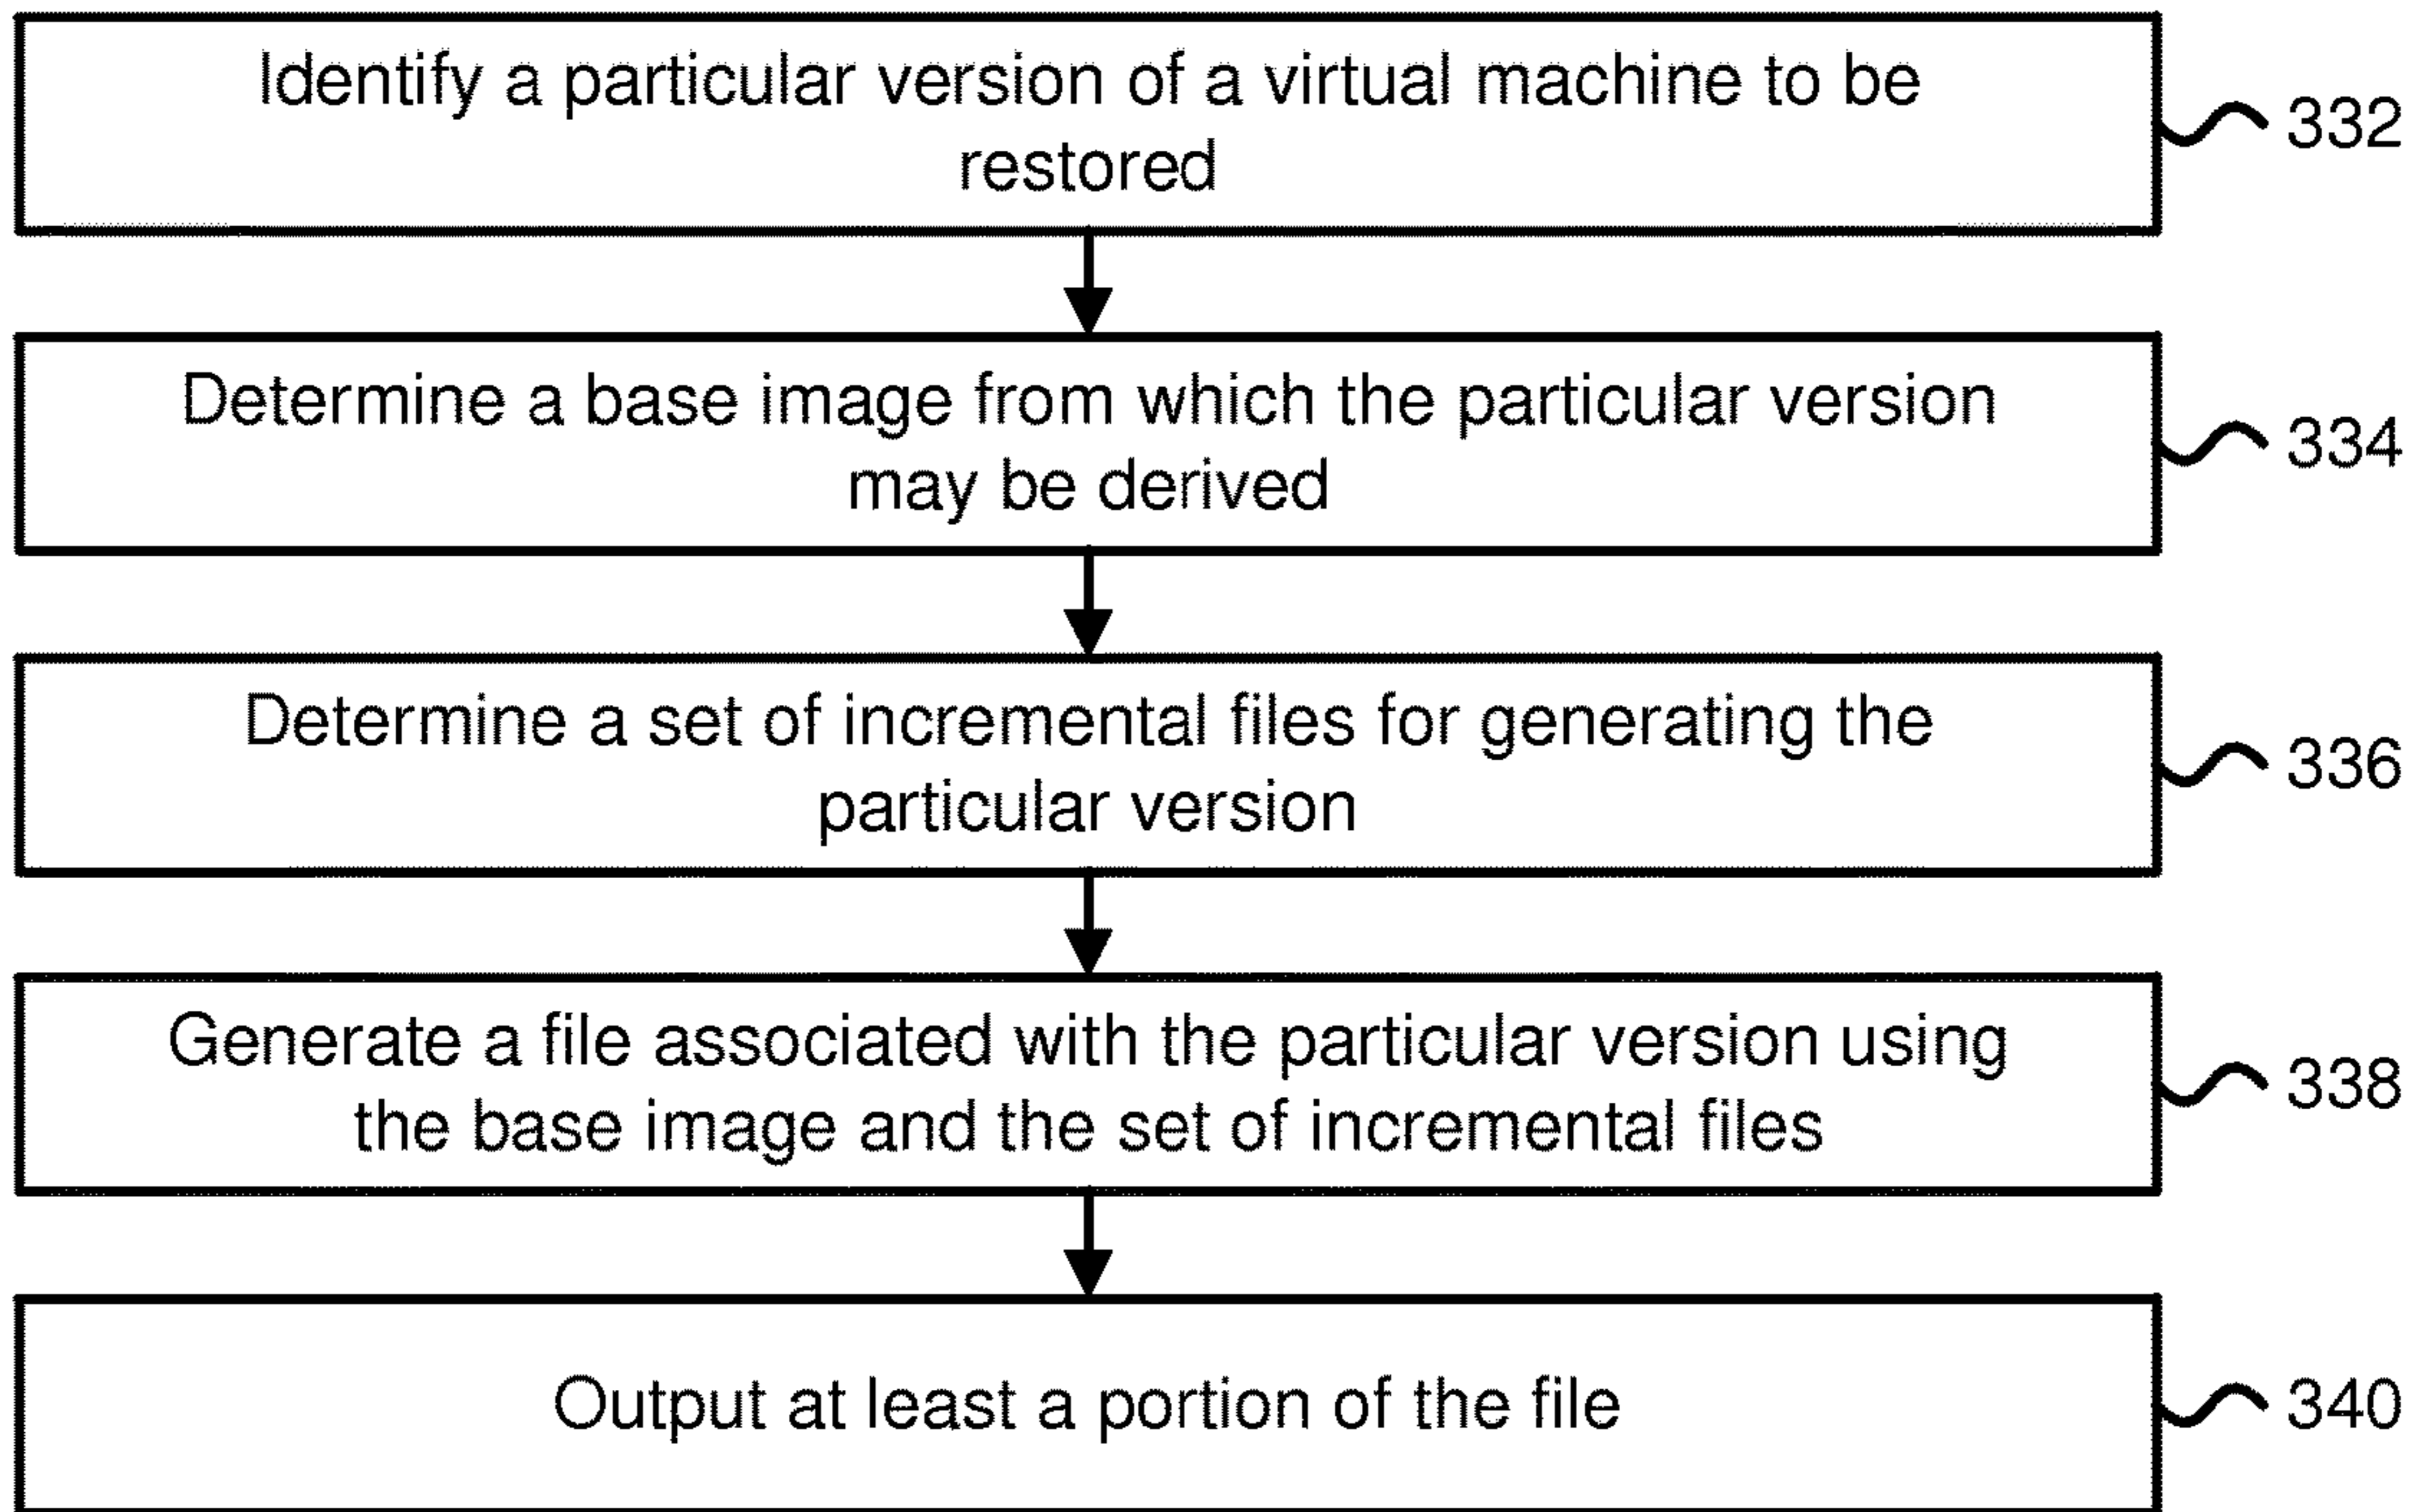 Identify a particular version of a virtual machine to be
restored
332
Determine a base image from which the particular version
may be derived
334
Determine a set of incremental files for generating the
particular version
336
Generate a file associated with the particular version using
the base image and the set of incremental files
338
Output at least a portion of the file
340